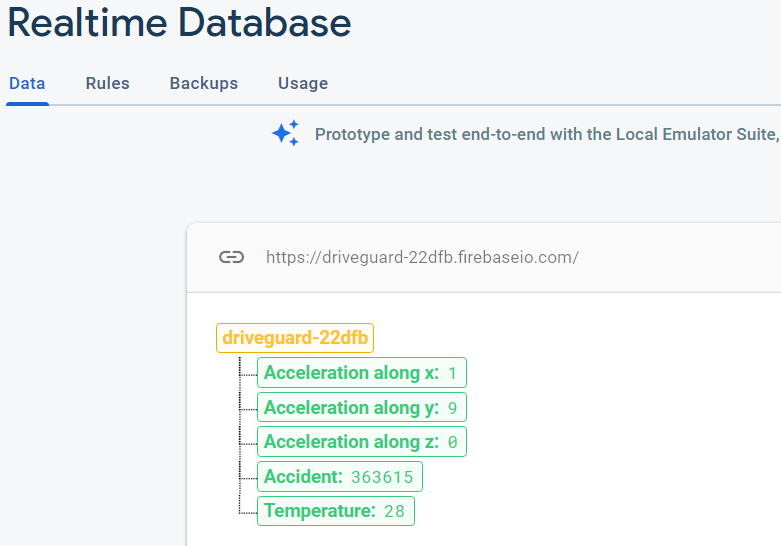 Realtime Database
Data Rules Backups Usage
Prototype and test end-to-end with the Local Emulator Suite,
https://driveguard-22dfb.firebaseio.com/
driveguard-22dfb
Acceleration along x: 1
Acceleration along y: 9
Acceleration along z: 0
Accident: 363615
Temperature: 28